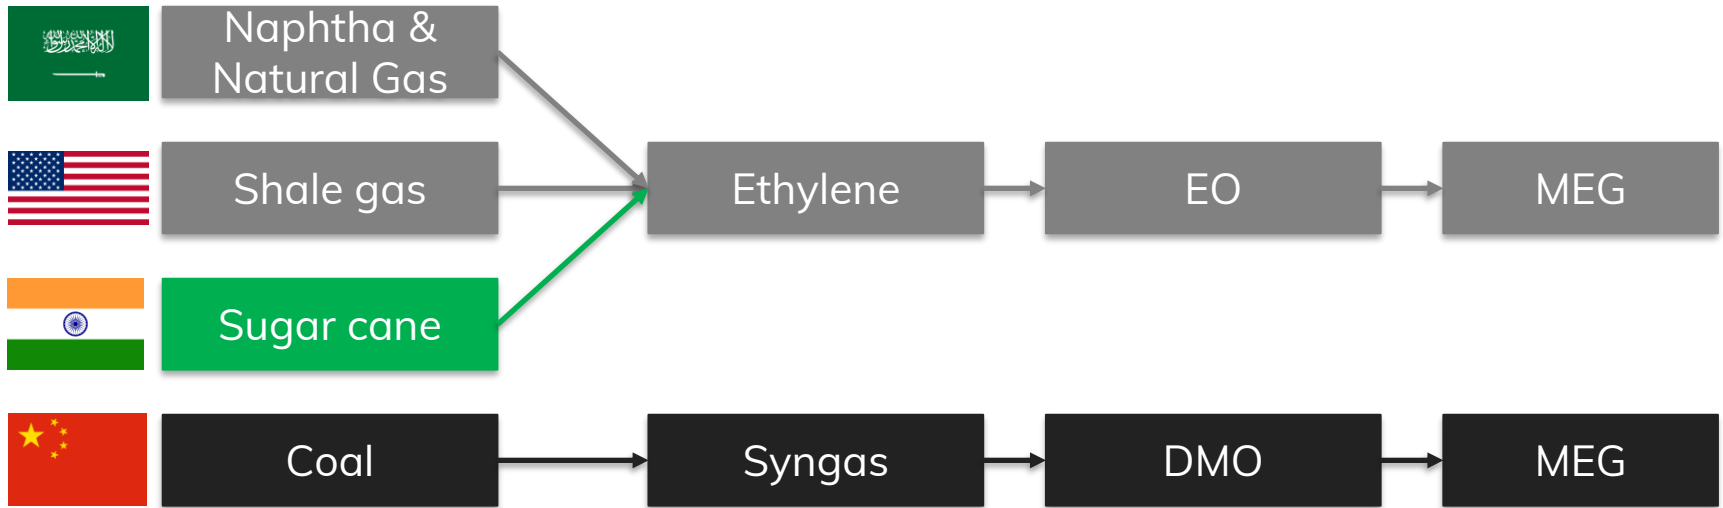 Naphtha &
Natural Gas
Shale gas
Ethylene
EO
MEG
Sugar cane
Coal
Syngas
DMO
MEG